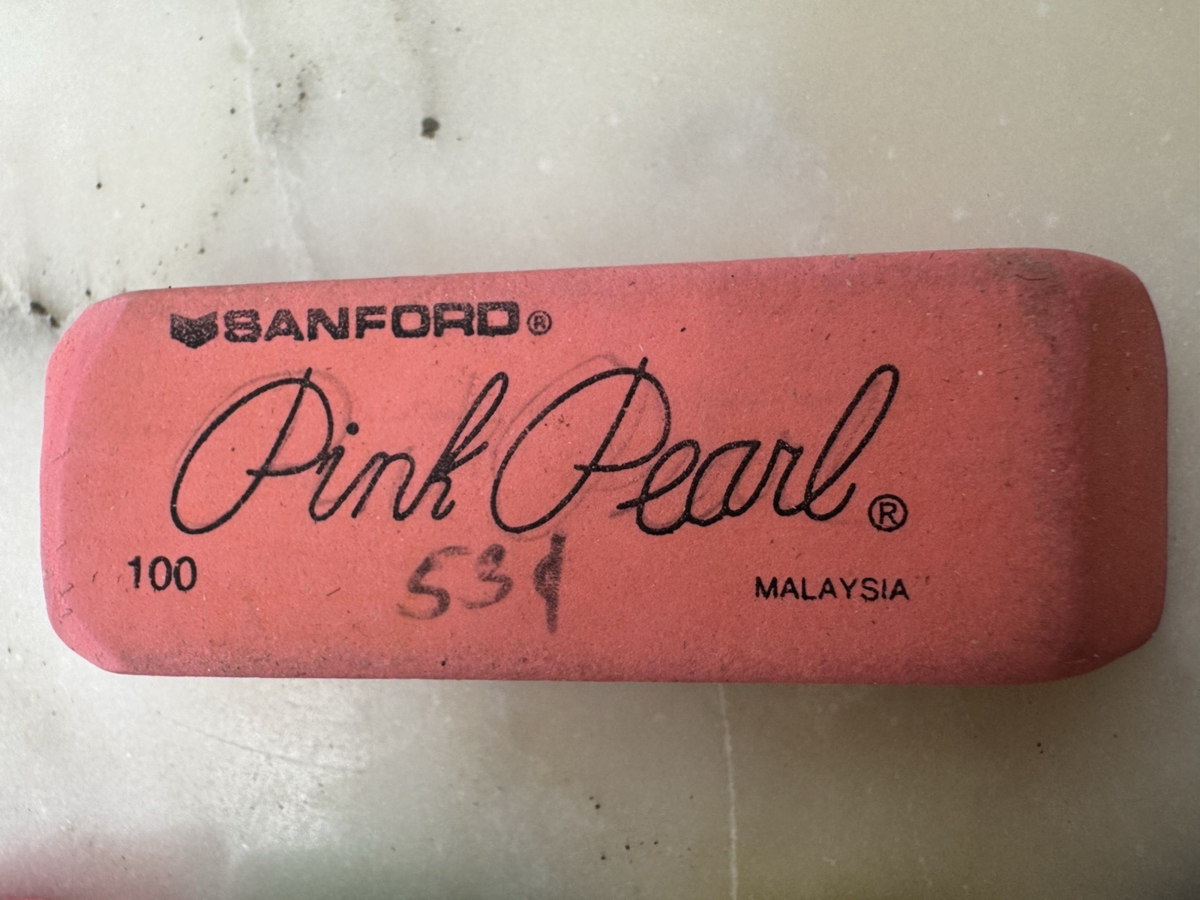 SANFORD®
Pink Pearl®
100
53¢
MALAYSIA